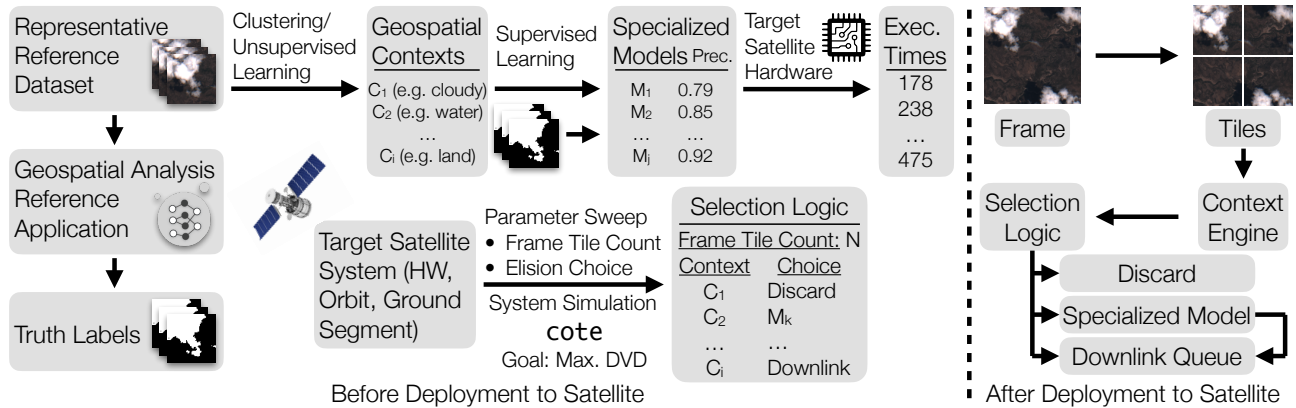 Representative
Reference
Dataset
Clustering/
Unsupervised
Learning
Geospatial
Contexts
C1 (e.g. cloudy)
C2 (e.g. water)
…
Ci (e.g. land)
Supervised
Learning
Specialized
Models Prec.
M1 0.79
M2 0.85
… …
Mj 0.92
Target
Satellite
Hardware
Exec.
Times
178
238
…
475
Geospatial Analysis
Reference
Application
Truth Labels
Target Satellite
System (HW,
Orbit, Ground
Segment)
Parameter Sweep
• Frame Tile Count
• Elision Choice
System Simulation
cote
Goal: Max. DVD
Selection Logic
Frame Tile Count: N
Context Choice
C1 Discard
C2 Mk
… …
Ci Downlink
Before Deployment to Satellite
Frame
Tiles
Selection
Logic
Context
Engine
Discard
Specialized Model
Downlink Queue
After Deployment to Satellite